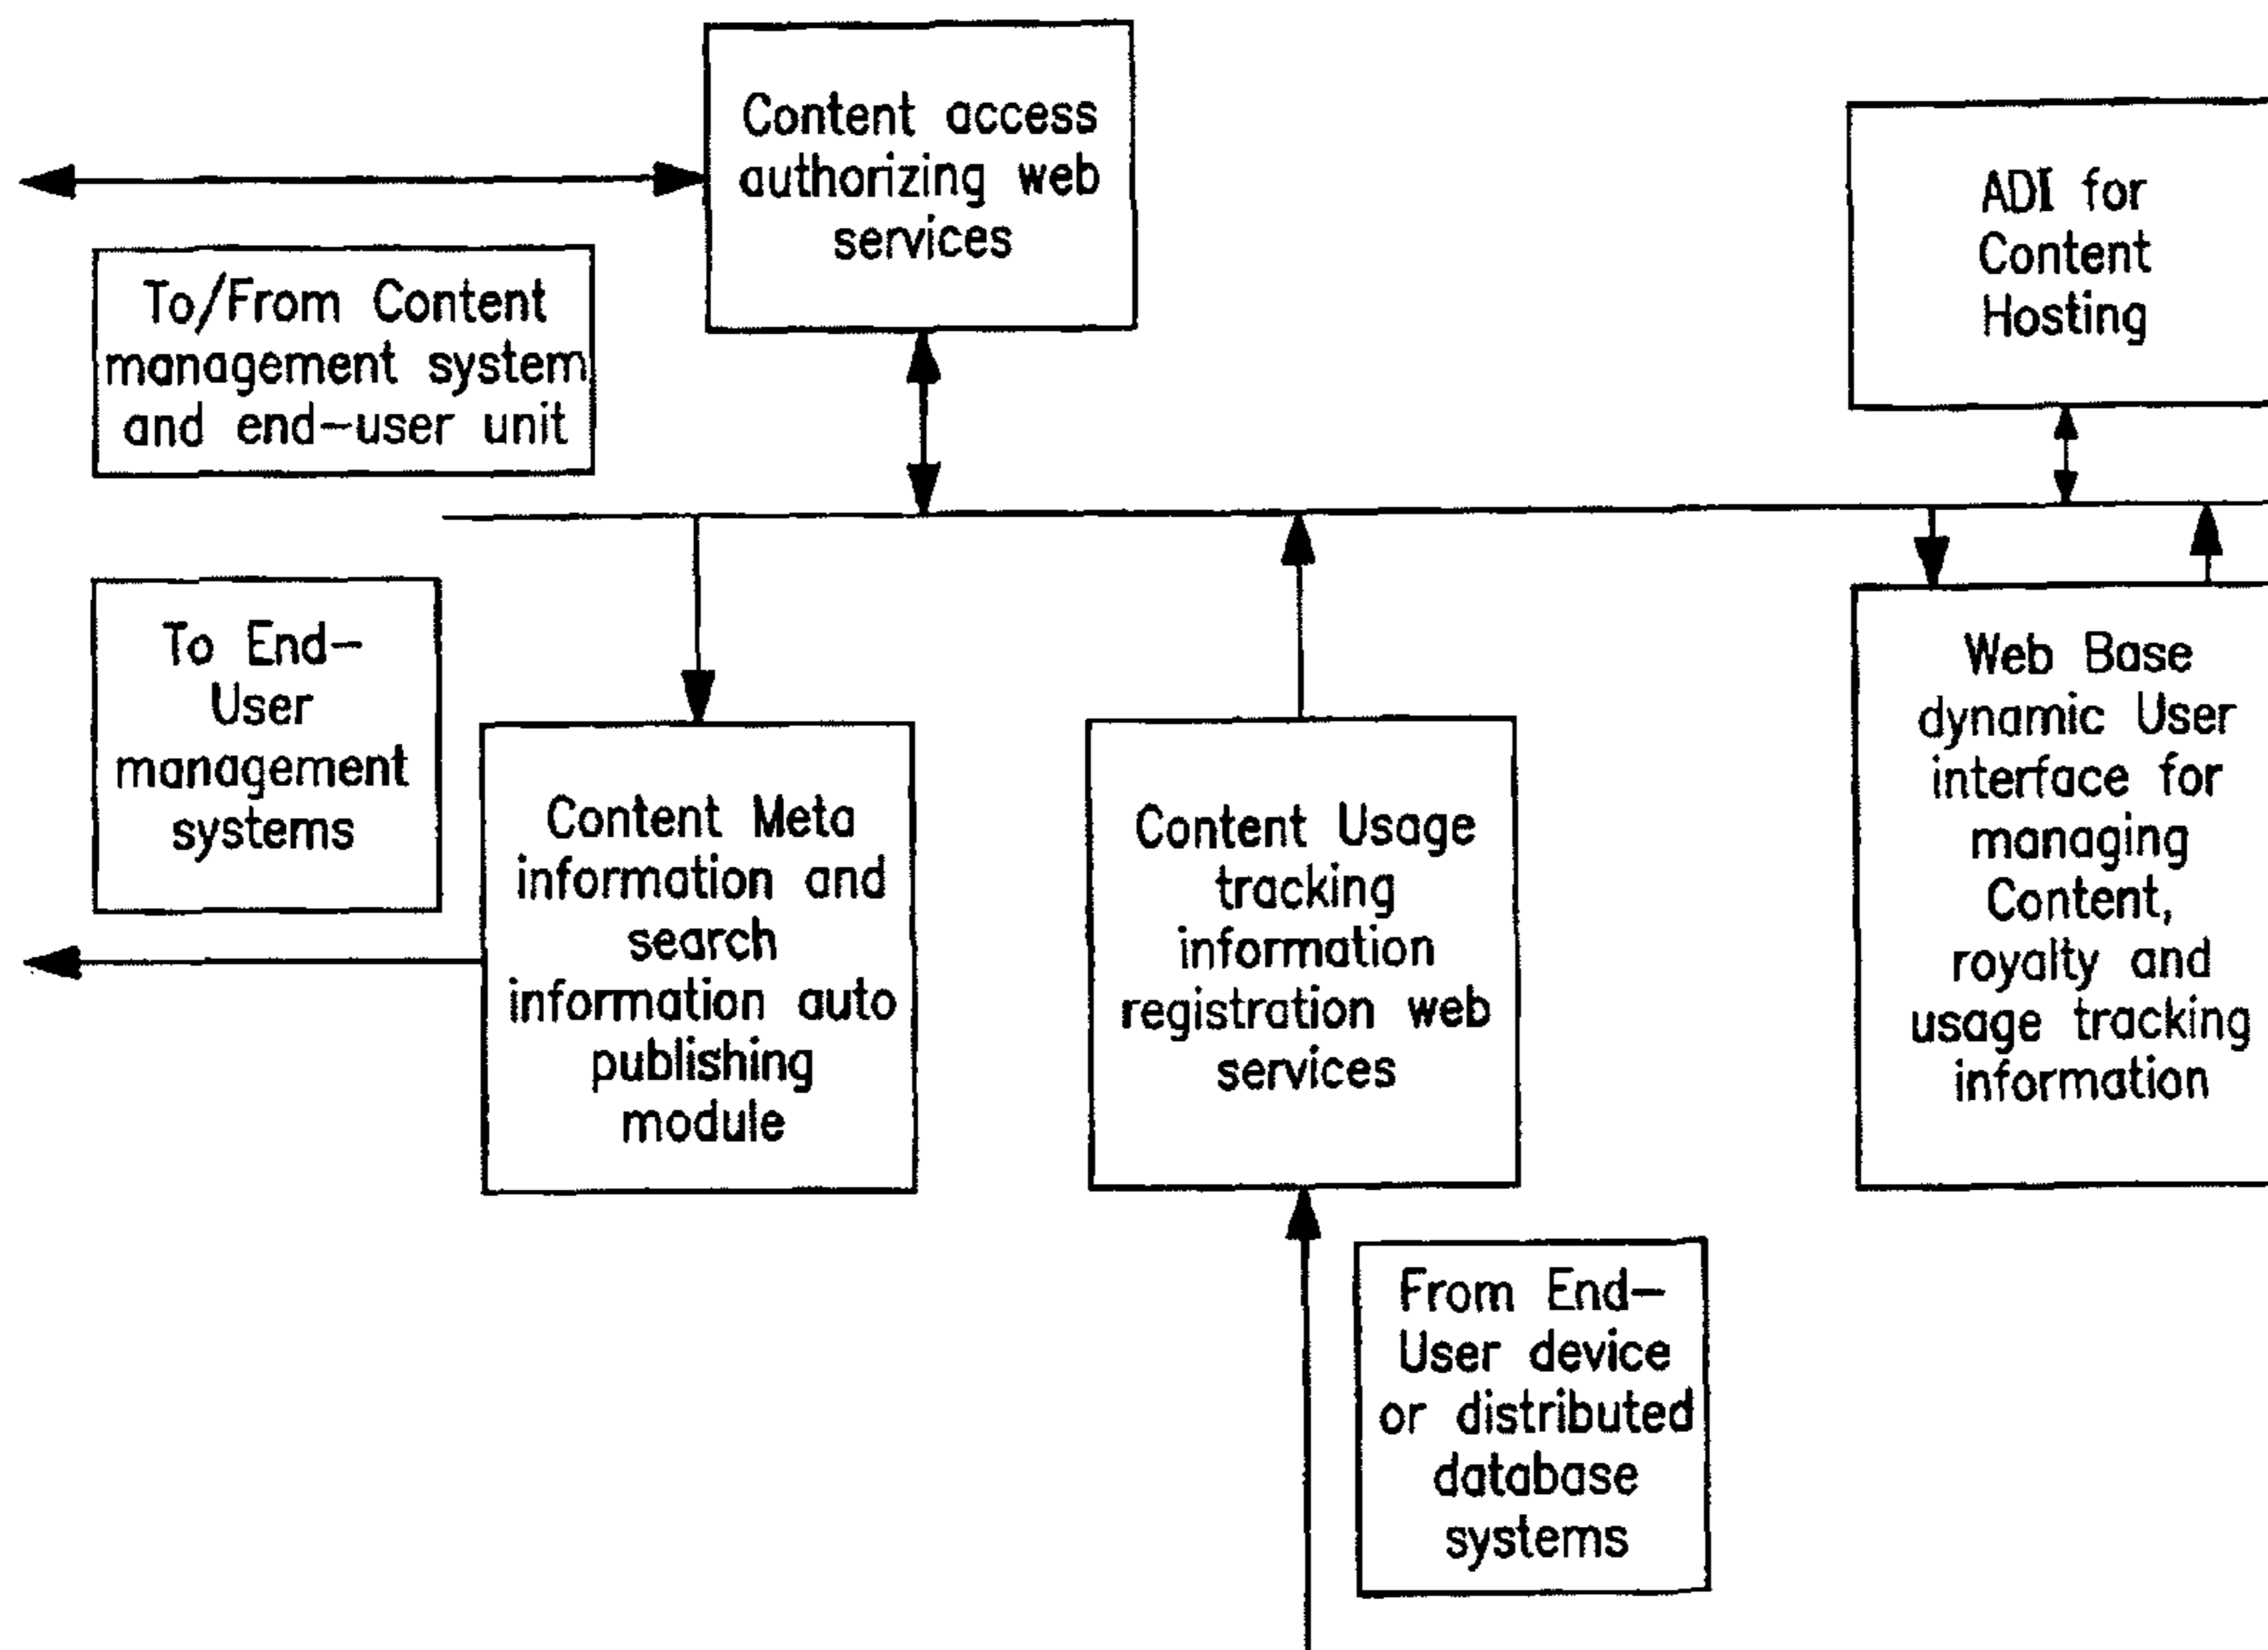 Content access
authorizing web
services
ADI for
Content
Hosting
To/From Content
management system
and end-user unit
To End-
User
management
systems
Content Meta
information and
search
information auto
publishing
module
Content Usage
tracking
information
registration web
services
Web Base
dynamic User
interface for
managing
Content,
royalty and
usage tracking
information
From End-
User device
or distributed
database
systems